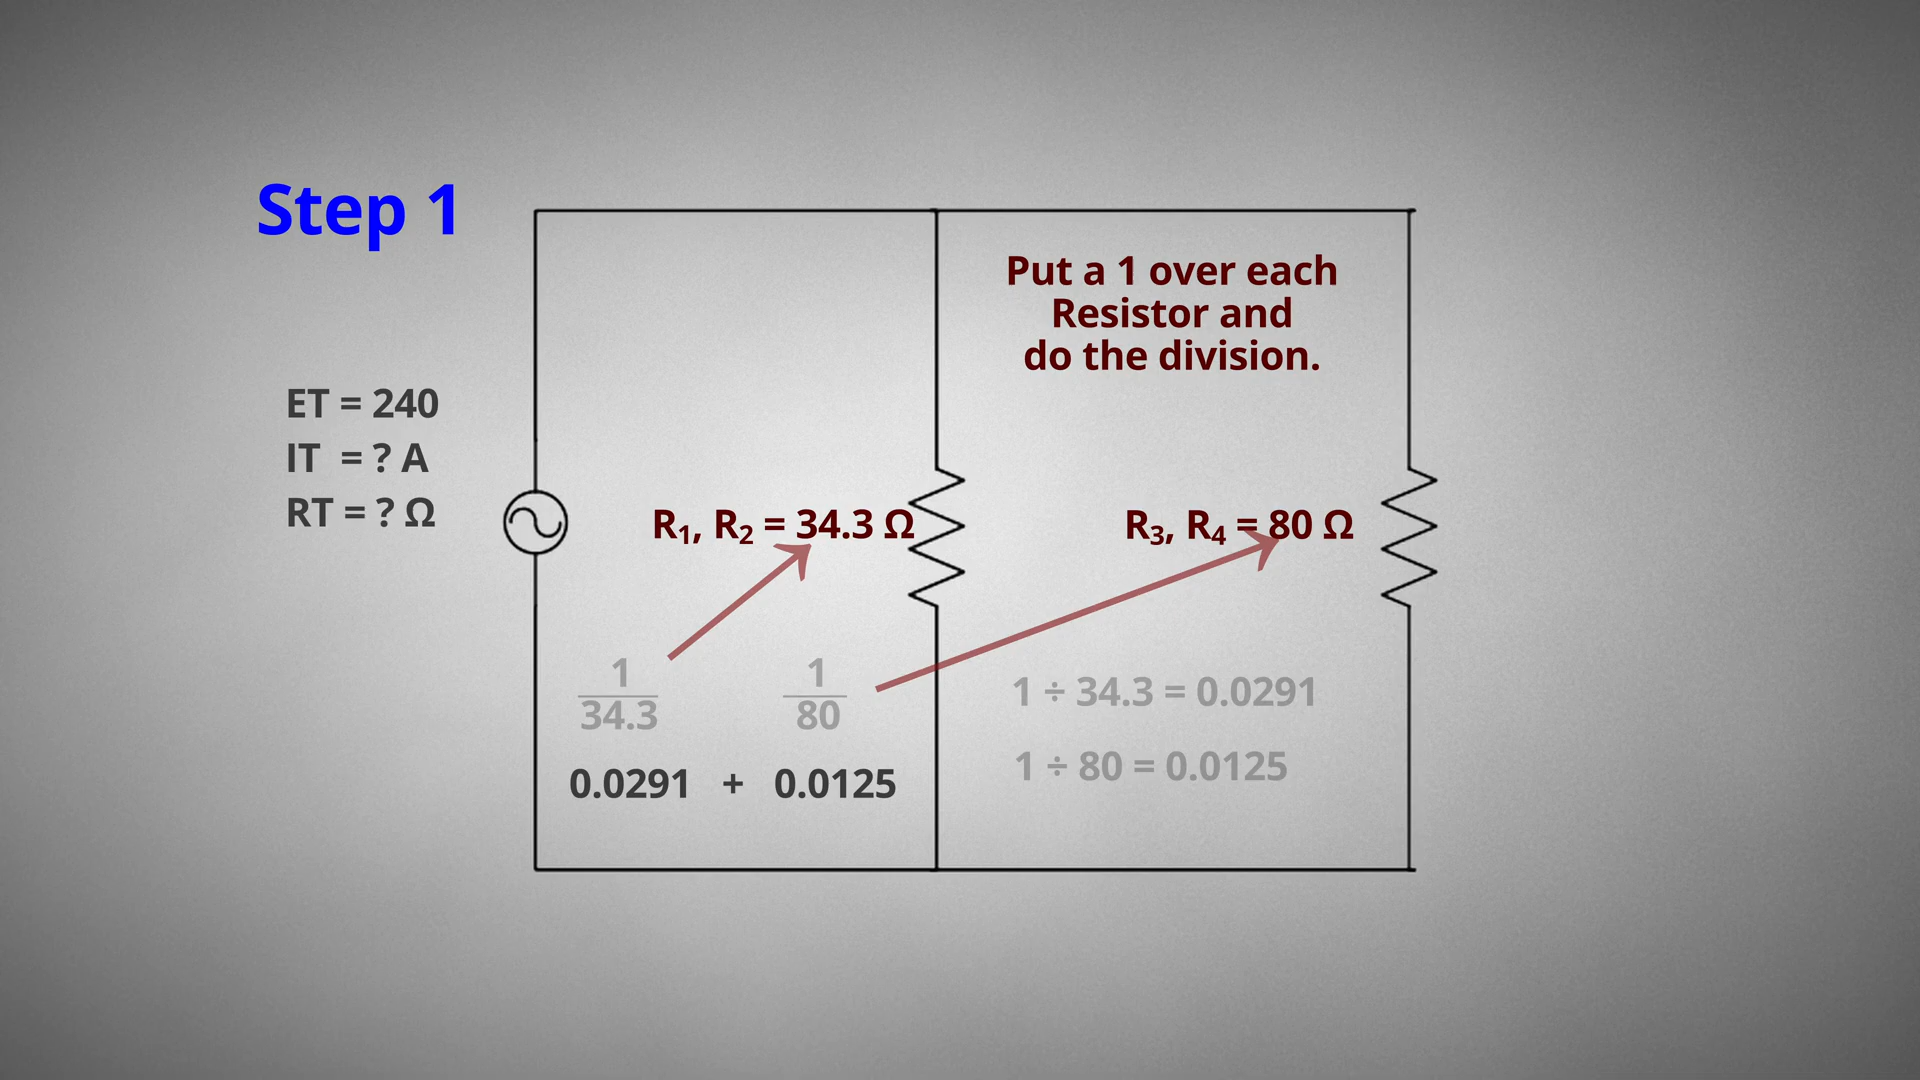 Step 1
Put a 1 over each
Resistor and
do the division.
ET = 240
IT = ? A
RT = ? Ω
R₁, R₂ = 34.3 Ω
R₃, R₄ = 80 Ω
1
34.3
1
80
1 ÷ 34.3 = 0.0291
1 ÷ 80 = 0.0125
0.0291 + 0.0125